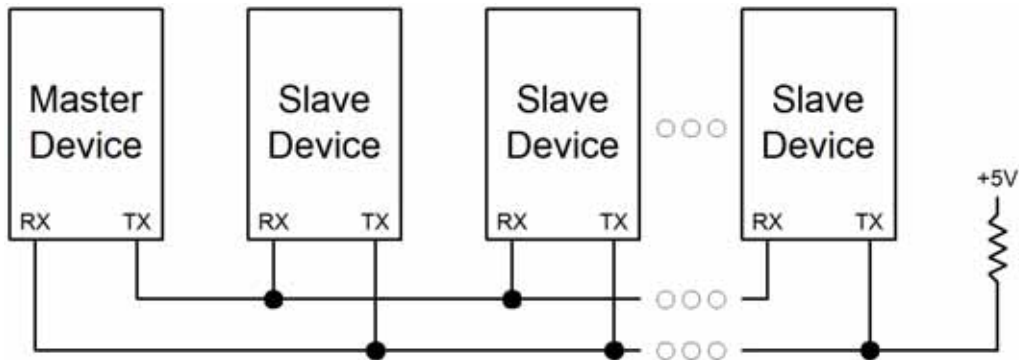 Master
Device
Slave
Device
Slave
Device
Slave
Device
+5V
RX TX
RX TX
RX TX
RX TX